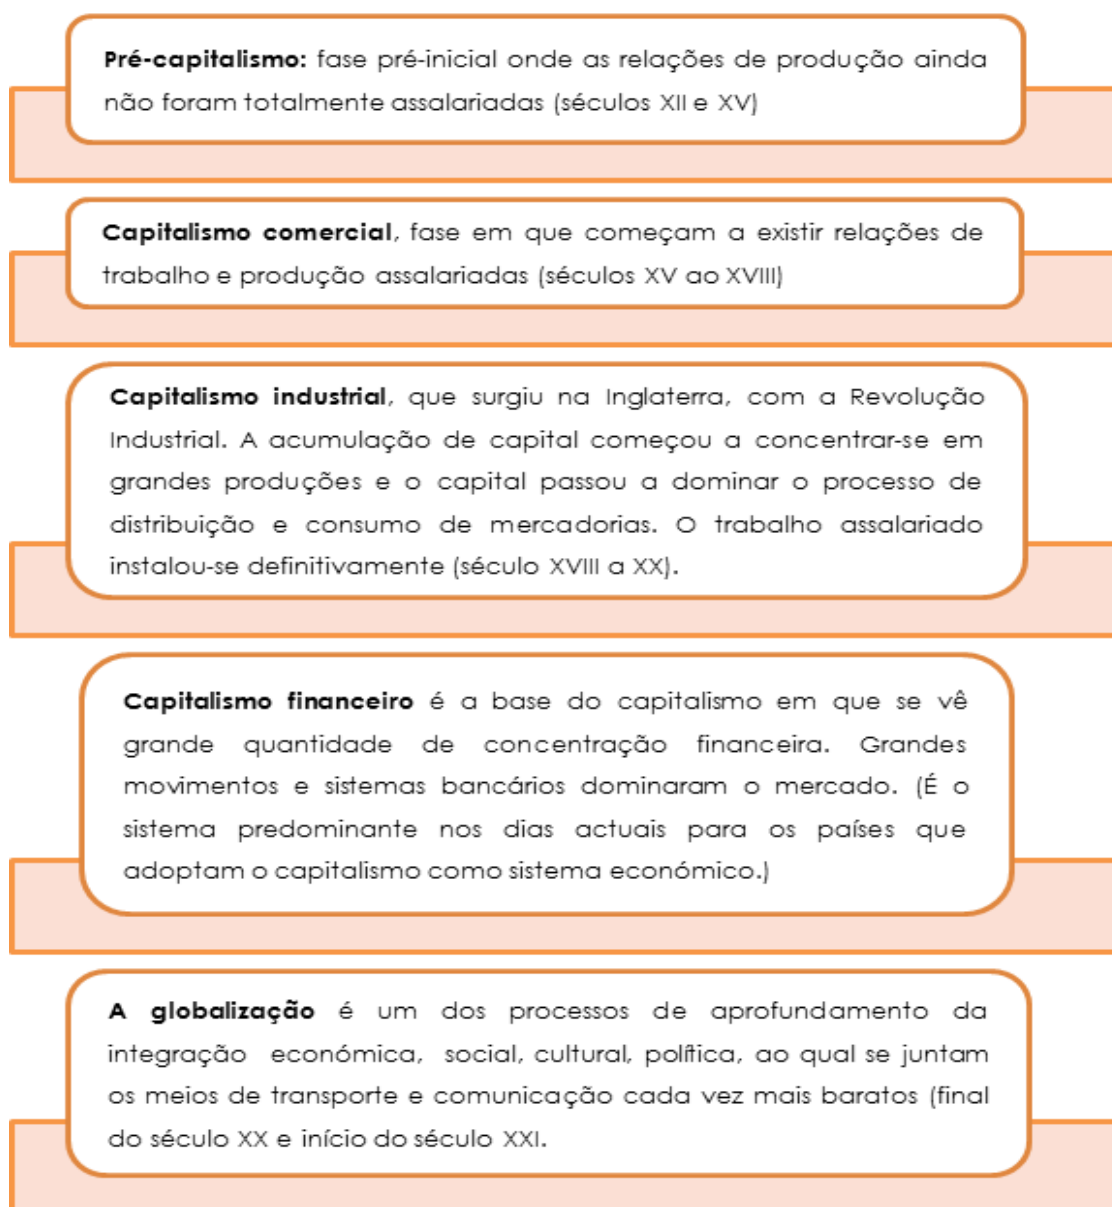 Pré-capitalismo: fase pré-inicial onde as relações de produção ainda
não foram totalmente assalariadas (séculos XII e XV)
Capitalismo comercial, fase em que começam a existir relações de
trabalho e produção assalariadas (séculos XV ao XVIII)
Capitalismo industrial, que surgiu na Inglaterra, com a Revolução
Industrial. A acumulação de capital começou a concentrar-se em
grandes produções e o capital passou a dominar o processo de
distribuição e consumo de mercadorias. O trabalho assalariado
instalou-se definitivamente (século XVIII a XX).
Capitalismo financeiro é a base do capitalismo em que se vê
grande quantidade de concentração financeira. Grandes
movimentos e sistemas bancários dominaram o mercado. (É o
sistema predominante nos dias actuais para os países que
adoptam o capitalismo como sistema económico.)
A globalização é um dos processos de aprofundamento da
integração económica, social, cultural, política, ao qual se juntam
os meios de transporte e comunicação cada vez mais baratos (final
do século XX e início do século XXI.